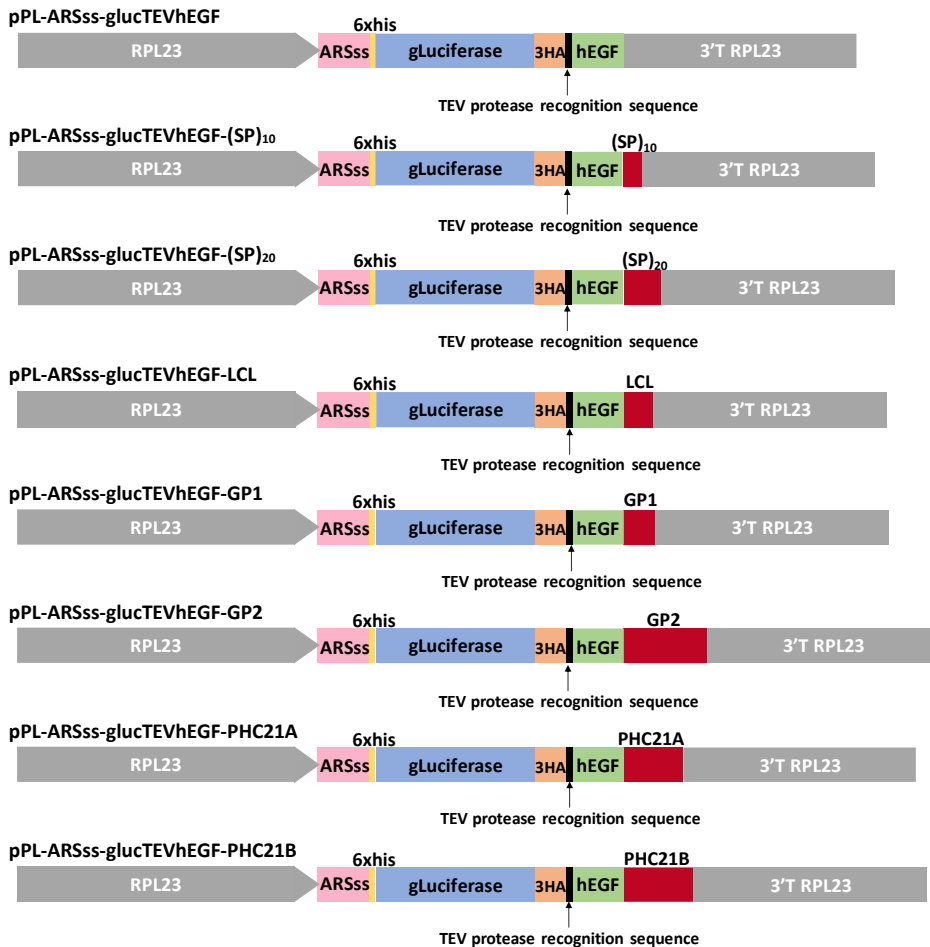 pPL-ARSss-glucTEVhEGF
6xhis
RPL23 ARSss gLuciferase 3HA hEGF 3’T RPL23
TEV protease recognition sequence
pPL-ARSss-glucTEVhEGF-(SP)₁₀
6xhis (SP)₁₀
RPL23 ARSss gLuciferase 3HA hEGF 3’T RPL23
TEV protease recognition sequence
pPL-ARSss-glucTEVhEGF-(SP)₂₀
6xhis (SP)₂₀
RPL23 ARSss gLuciferase 3HA hEGF 3’T RPL23
TEV protease recognition sequence
pPL-ARSss-glucTEVhEGF-LCL
6xhis LCL
RPL23 ARSss gLuciferase 3HA hEGF 3’T RPL23
TEV protease recognition sequence
pPL-ARSss-glucTEVhEGF-GP1
6xhis GP1
RPL23 ARSss gLuciferase 3HA hEGF 3’T RPL23
TEV protease recognition sequence
pPL-ARSss-glucTEVhEGF-GP2
6xhis GP2
RPL23 ARSss gLuciferase 3HA hEGF 3’T RPL23
TEV protease recognition sequence
pPL-ARSss-glucTEVhEGF-PHC21A
6xhis PHC21A
RPL23 ARSss gLuciferase 3HA hEGF 3’T RPL23
TEV protease recognition sequence
pPL-ARSss-glucTEVhEGF-PHC21B
6xhis PHC21B
RPL23 ARSss gLuciferase 3HA hEGF 3’T RPL23
TEV protease recognition sequence